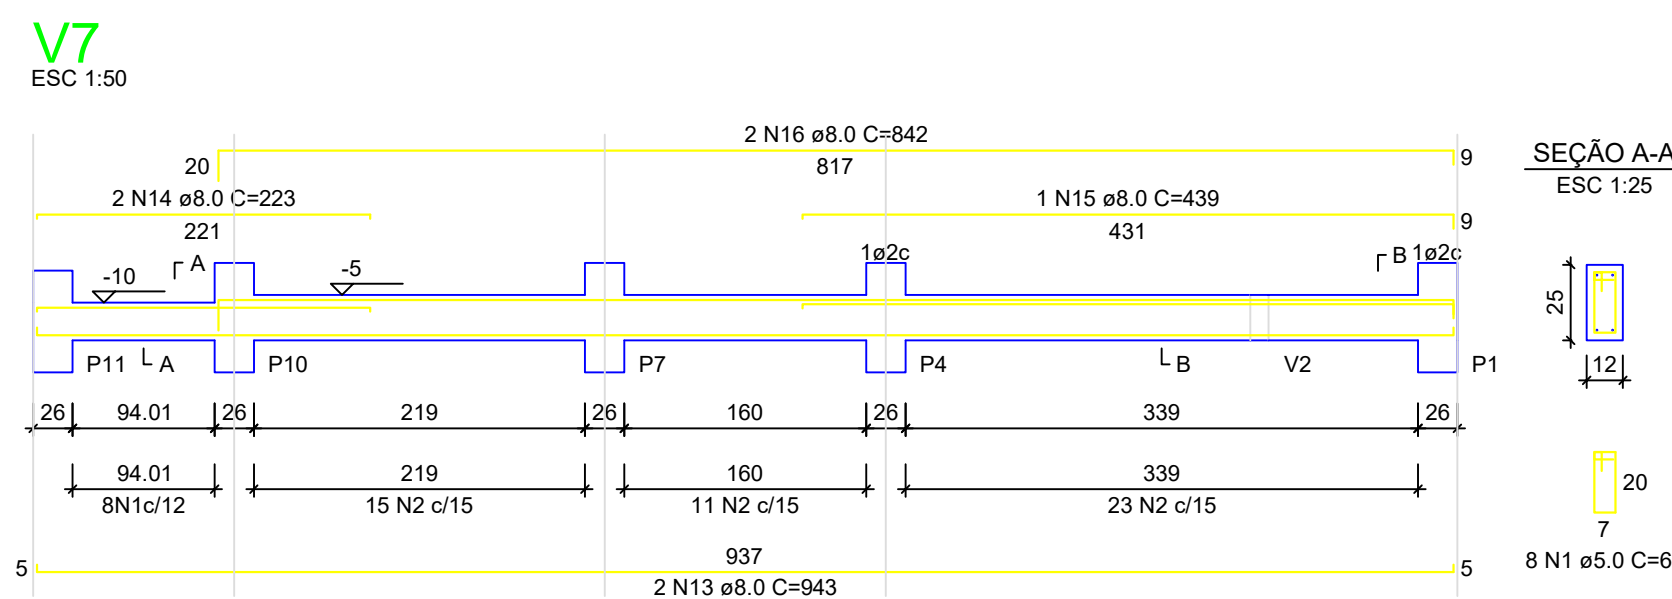 V7
ESC 1:50
2 N16 ø8.0 C=842
20
817
9
2 N14 ø8.0 C=223
1 N15 ø8.0 C=439
221
431
9
A
1ø2c
B
1ø2c
-10
-5
P11
A
P10
P7
P4
B
V2
P1
26
94.01
26
219
26
160
26
339
26
94.01
219
160
339
8N1c/12
15 N2 c/15
11 N2 c/15
23 N2 c/15
937
5
5
2 N13 ø8.0 C=943
SEÇÃO A-A
ESC 1:25
25
12
20
7
8 N1 ø5.0 C=6